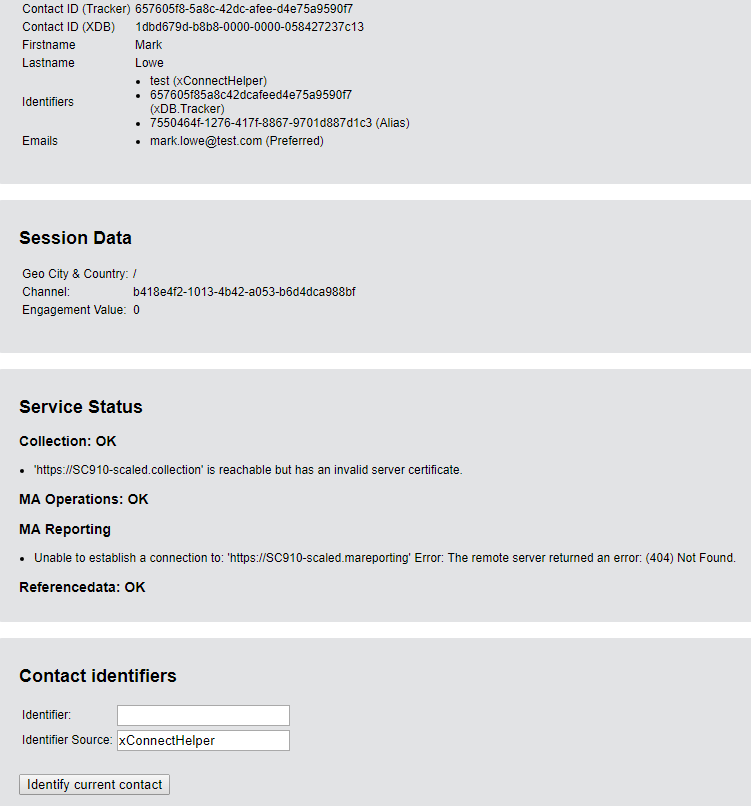 Contact ID (Tracker) 657605f8-5a8c-42dc-afee-d4e75a9590f7
Contact ID (XDB) 1dbd679d-b8b8-0000-0000-058427237c13
Firstname Mark
Lastname Lowe
Identifiers
• test (xConnectHelper)
• 657605f85a8c42dcafeed4e75a9590f7
(xDB.Tracker)
• 7550464f-1276-417f-8867-9701d887d1c3 (Alias)
Emails • mark.lowe@test.com (Preferred)
Session Data
Geo City & Country: /
Channel: b418e4f2-1013-4b42-a053-b6d4dca988bf
Engagement Value: 0
Service Status
Collection: OK
• 'https://SC910-scaled.collection' is reachable but has an invalid server certificate.
MA Operations: OK
MA Reporting
• Unable to establish a connection to: 'https://SC910-scaled.mareporting' Error: The remote server returned an error: (404) Not Found.
Referencedata: OK
Contact identifiers
Identifier:
Identifier Source: xConnectHelper
Identify current contact